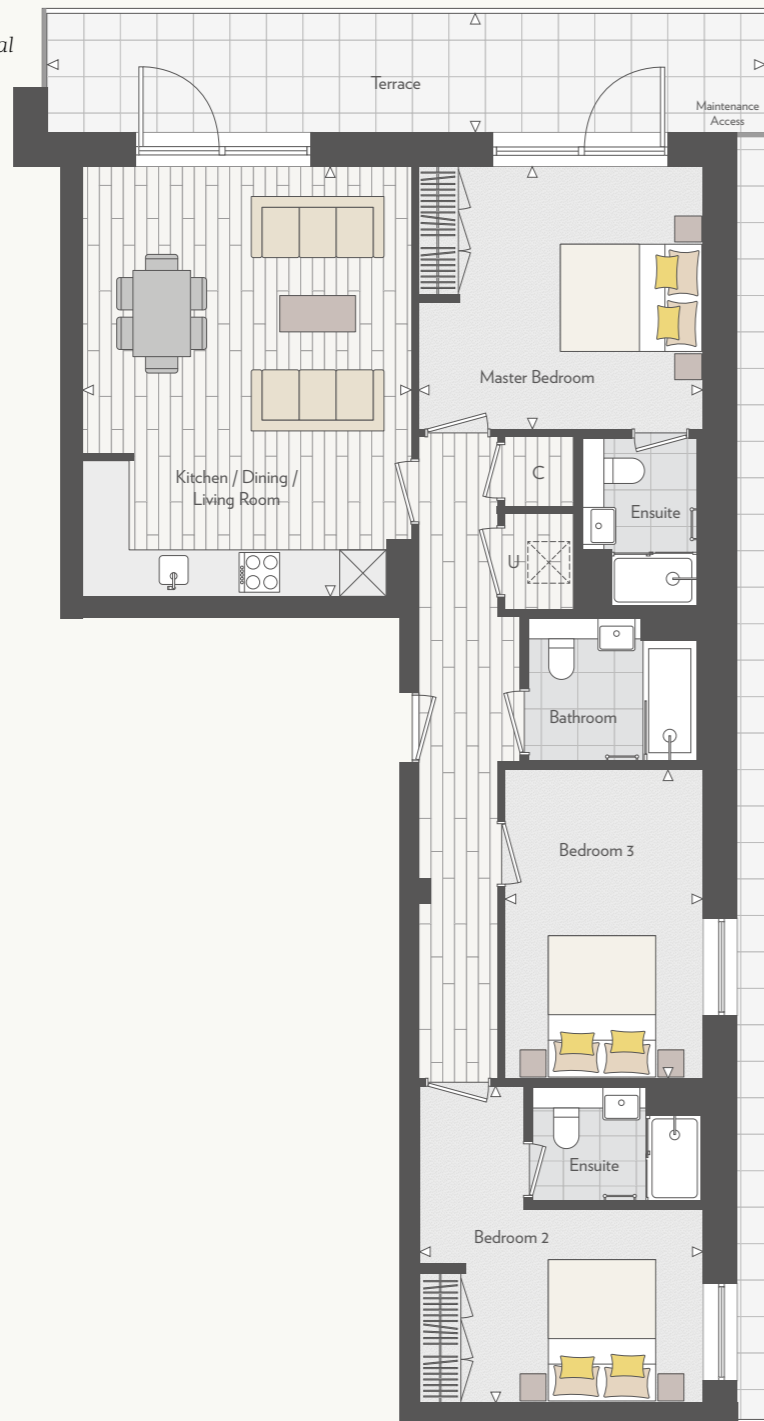 al
Terrace
Maintenance
Access
Master Bedroom
Kitchen / Dining /
Living Room
C
Ensuite
U
Bathroom
Bedroom 3
Ensuite
Bedroom 2